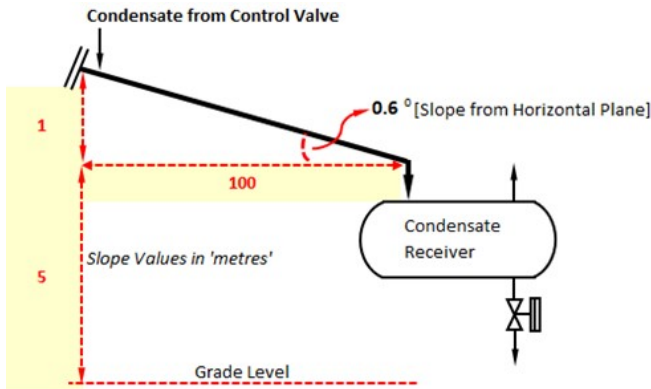 Condensate from Control Valve
0.6 ° [Slope from Horizontal Plane]
1
100
Condensate
Receiver
Slope Values in 'metres'
5
Grade Level